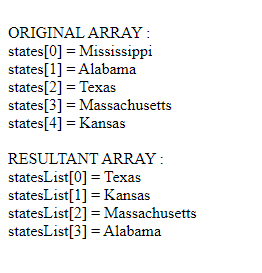 ORIGINAL ARRAY :
states[0] = Mississippi
states[1] = Alabama
states[2] = Texas
states[3] = Massachusetts
states[4] = Kansas
RESULTANT ARRAY :
statesList[0] = Texas
statesList[1] = Kansas
statesList[2] = Massachusetts
statesList[3] = Alabama